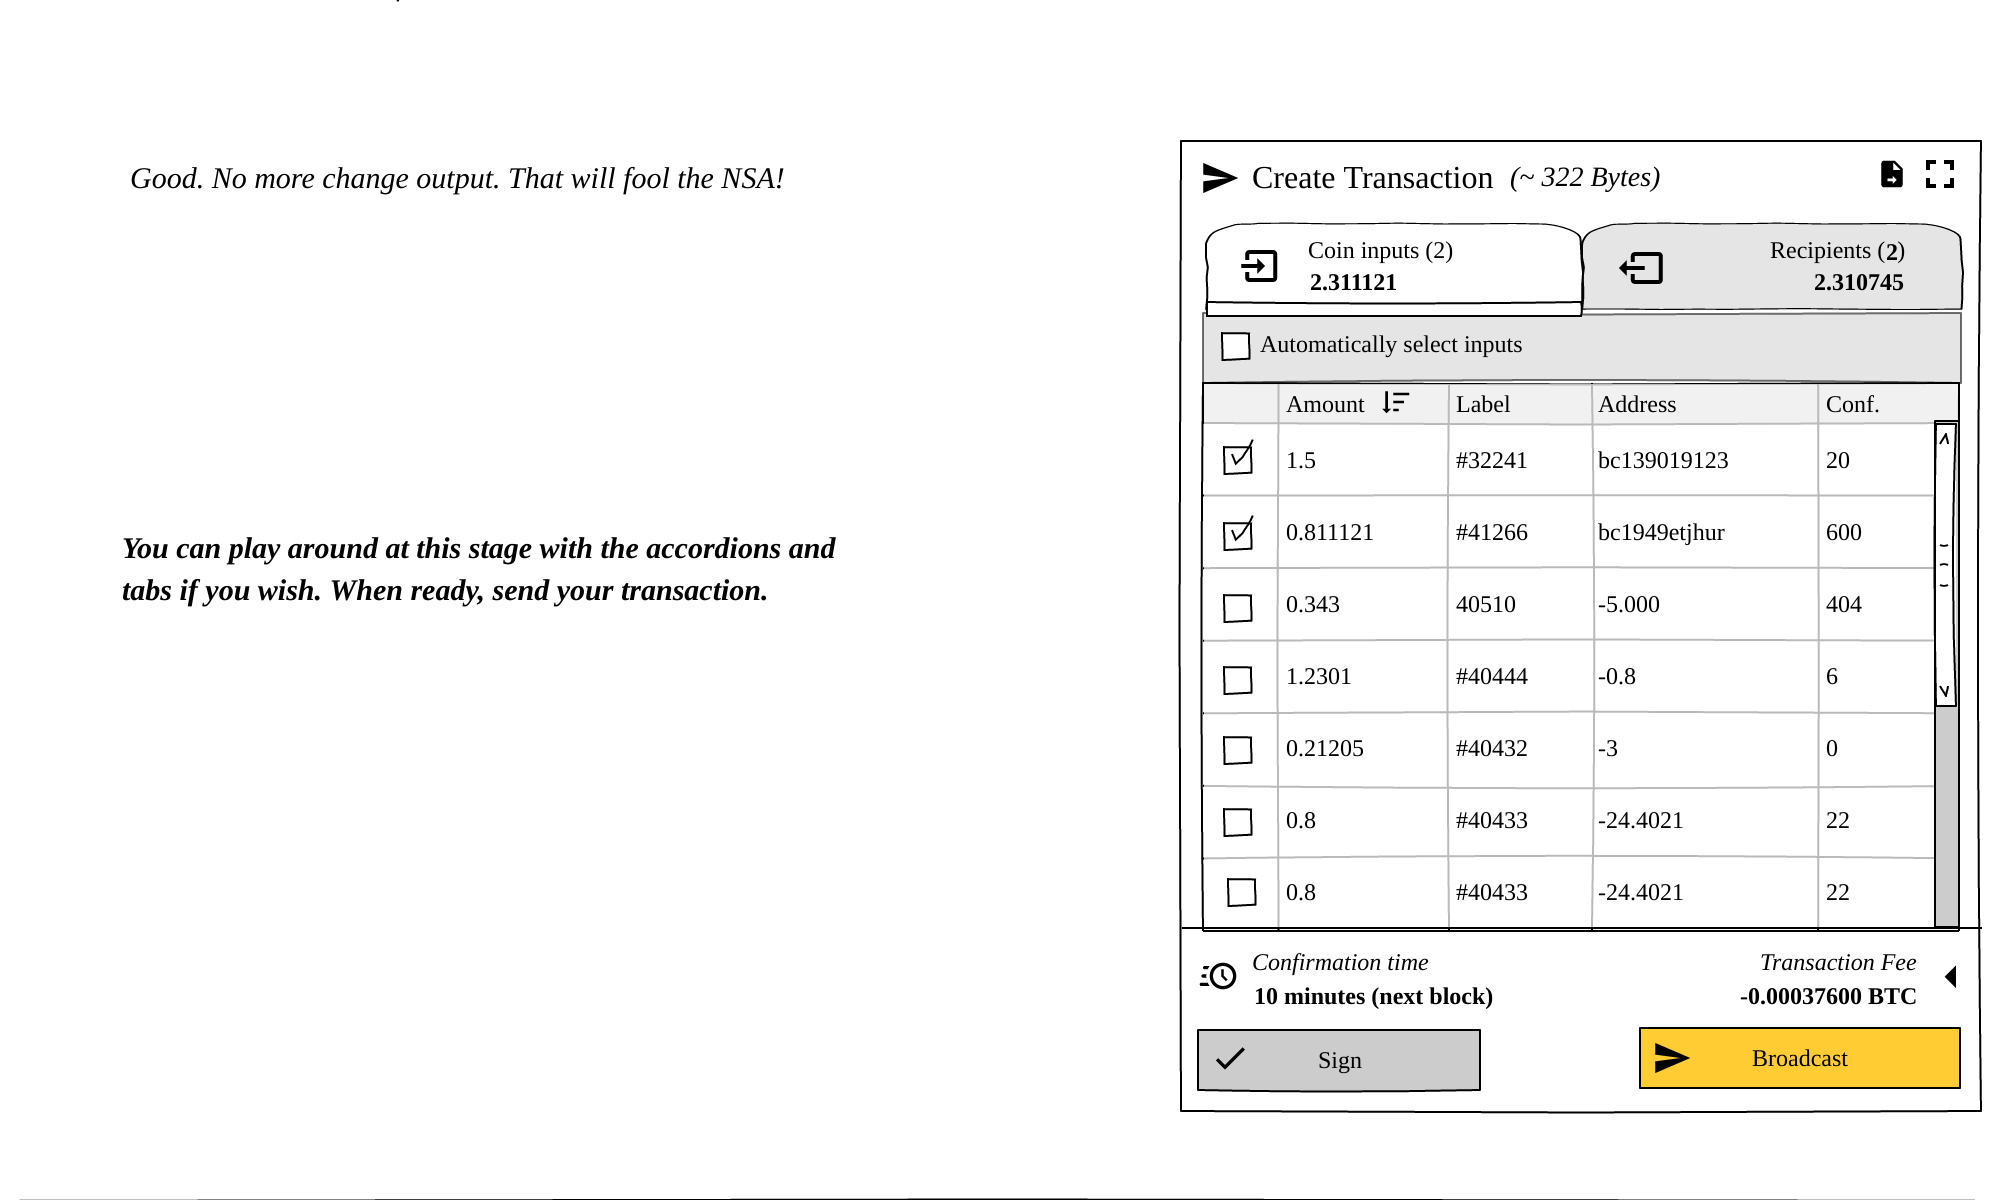 Good. No more change output. That will fool the NSA!
You can play around at this stage with the accordions and
tabs if you wish. When ready, send your transaction.
Create Transaction (~ 322 Bytes)
Coin inputs (2)
2.311121
Recipients (2)
2.310745
Automatically select inputs
Amount Label Address Conf.
1.5 #32241 bc139019123 20
0.811121 #41266 bc1949etjhur 600
0.343 40510 -5.000 404
1.2301 #40444 -0.8 6
0.21205 #40432 -3 0
0.8 #40433 -24.4021 22
0.8 #40433 -24.4021 22
Confirmation time
10 minutes (next block)
Transaction Fee
-0.00037600 BTC
Sign
Broadcast